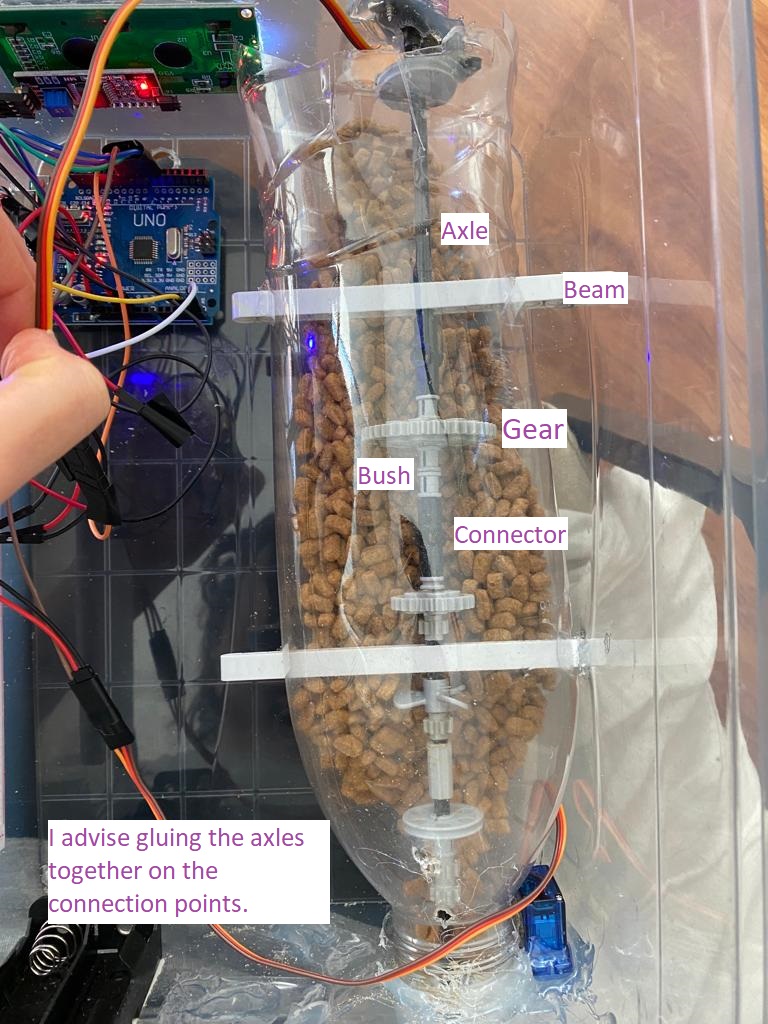 UNO
Axle
Beam
Gear
Bush
Connector
I advise gluing the axles
together on the
connection points.